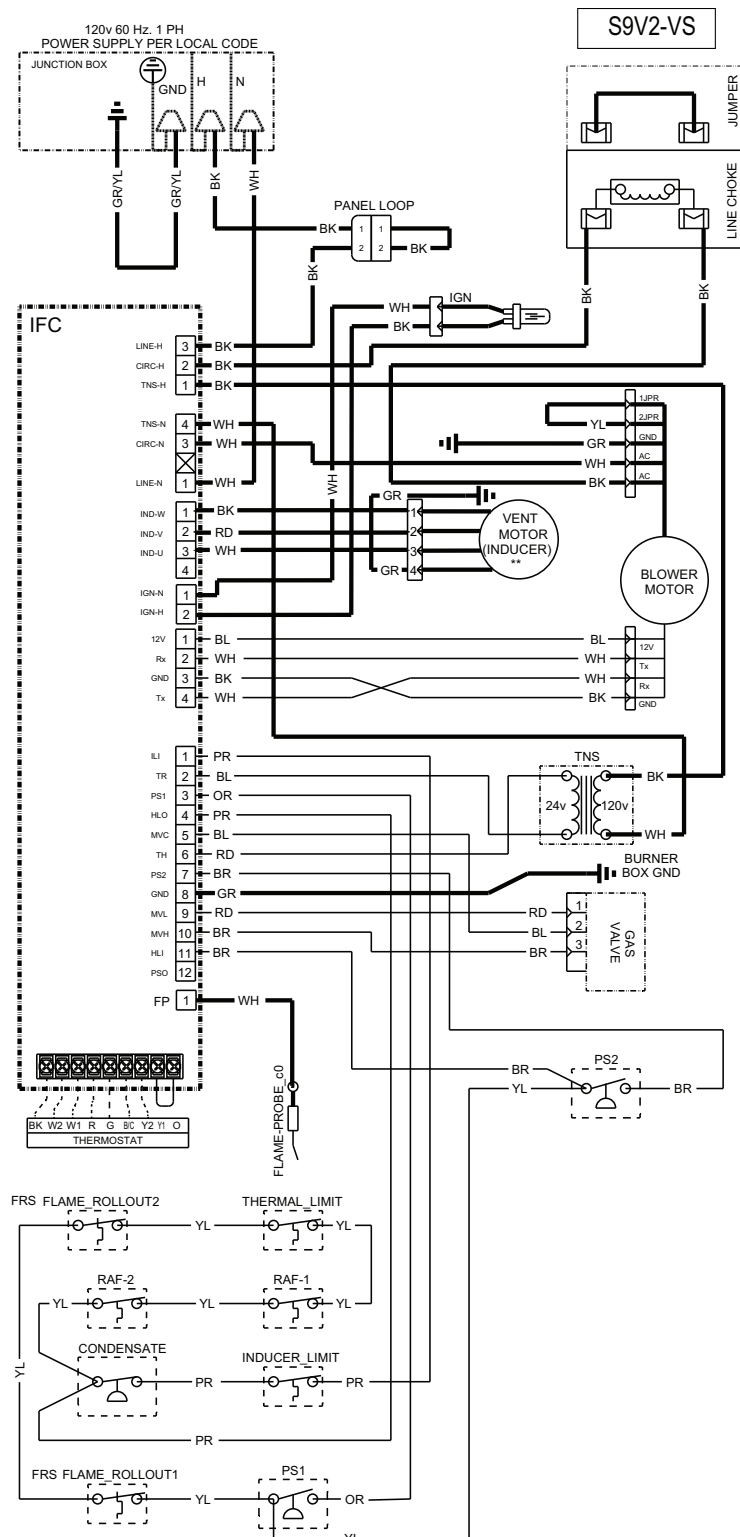 S9V2-VS
120v 60 Hz. 1 PH
POWER SUPPLY PER LOCAL CODE
JUNCTION BOX
GND
H
N
JUMPER
LINE CHOKE
GR/YL
GR/YL
BK
WH
PANEL LOOP
BK 1 1
BK 2 2 BK
BK
BK
IFC
WH IGN
BK
WH
LINE-H 3 BK
CIRC-H 2 BK
TNS-H 1 BK
TNS-N 4 WH
CIRC-N 3 WH
LINE-N 1 WH
1JPR
YL 2JPR
GR GND
WH AC
BK AC
IND-W 1 BK 1
IND-V 2 RD 2
IND-U 3 WH 3
4 GR 4
GR
VENT
MOTOR
(INDUCER)
**
BLOWER
MOTOR
IGN-N 1
IGN-H 2
12V 1 BL BL 12V
Rx 2 WH WH Tx
GND 3 BK WH Rx
Tx 4 WH BK GND
ILI 1 PR
TR 2 BL
PS1 3 OR
HLO 4 PR
MVC 5 BL
TH 6 RD
PS2 7 BR
GND 8 GR
MVL 9 RD
MVH 10 BR
HLI 11 BR
PSO 12
TNS
24v 120v
BK
WH
BURNER
BOX GND
RD 1
BL 2
BR 3
GAS
VALVE
FP 1 WH
FLAME-PROBE_c0
PS2
BR
YL
BR
BK W2 W1 R G B/C Y2 Y1 O
THERMOSTAT
FRS FLAME_ROLLOUT2
THERMAL_LIMIT
YL
YL
RAF-2
RAF-1
YL
YL
YL
CONDENSATE
INDUCER_LIMIT
PR
PR
YL
PR
FRS FLAME_ROLLOUT1
PS1
YL
OR
YL